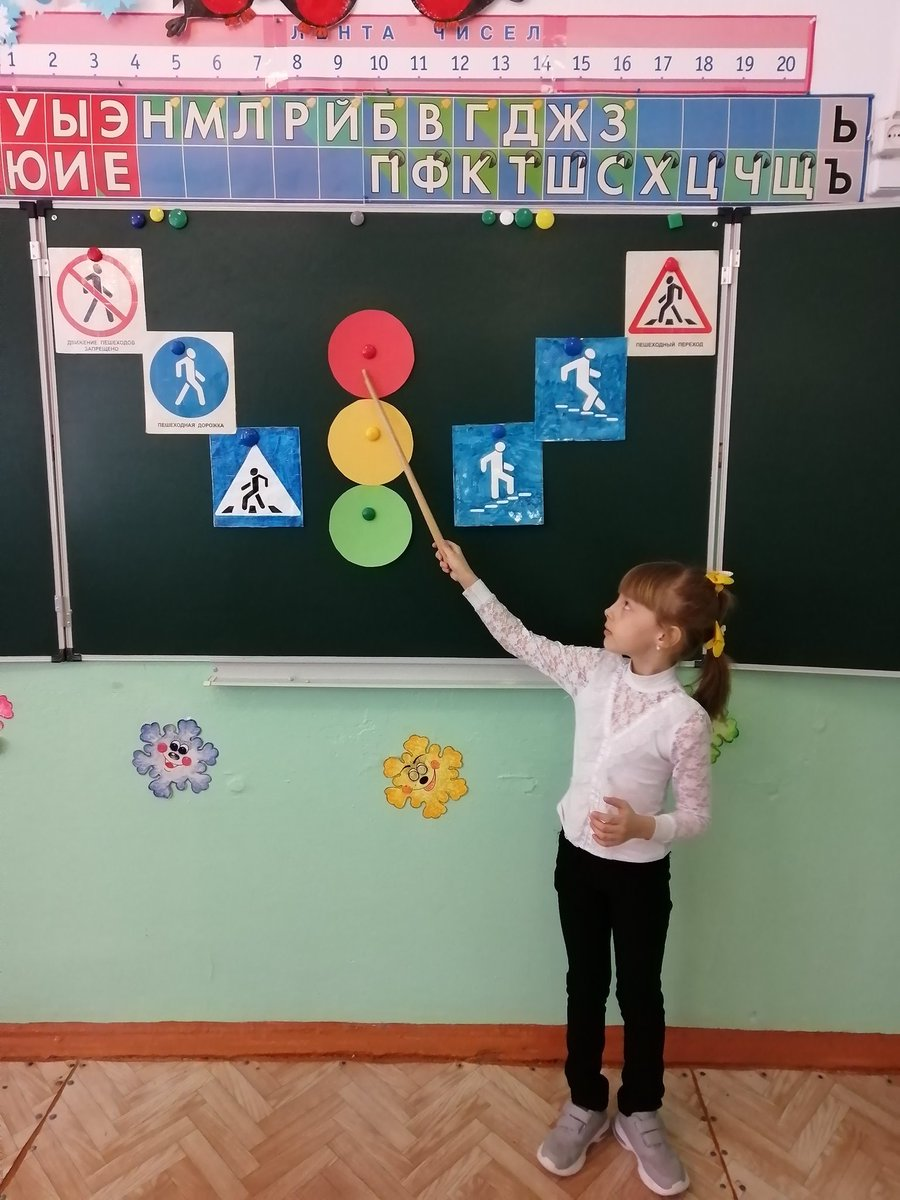 ЛЕНТА ЧИСЕЛ
1 2 3 4 5 6 7 8 9 10 11 12 13 14 15 16 17 18 19 20
У Ы Э Н М Л Р Й Б В Г Д Ж З Ь
Ю И Е П Ф К Т Ш С Х Ц Ч Щ Ъ
ДВИЖЕНИЕ ПЕШЕХОДОВ
ЗАПРЕЩЕНО
ПЕШЕХОДНАЯ ДОРОЖКА
ПЕШЕХОДНЫЙ ПЕРЕХОД